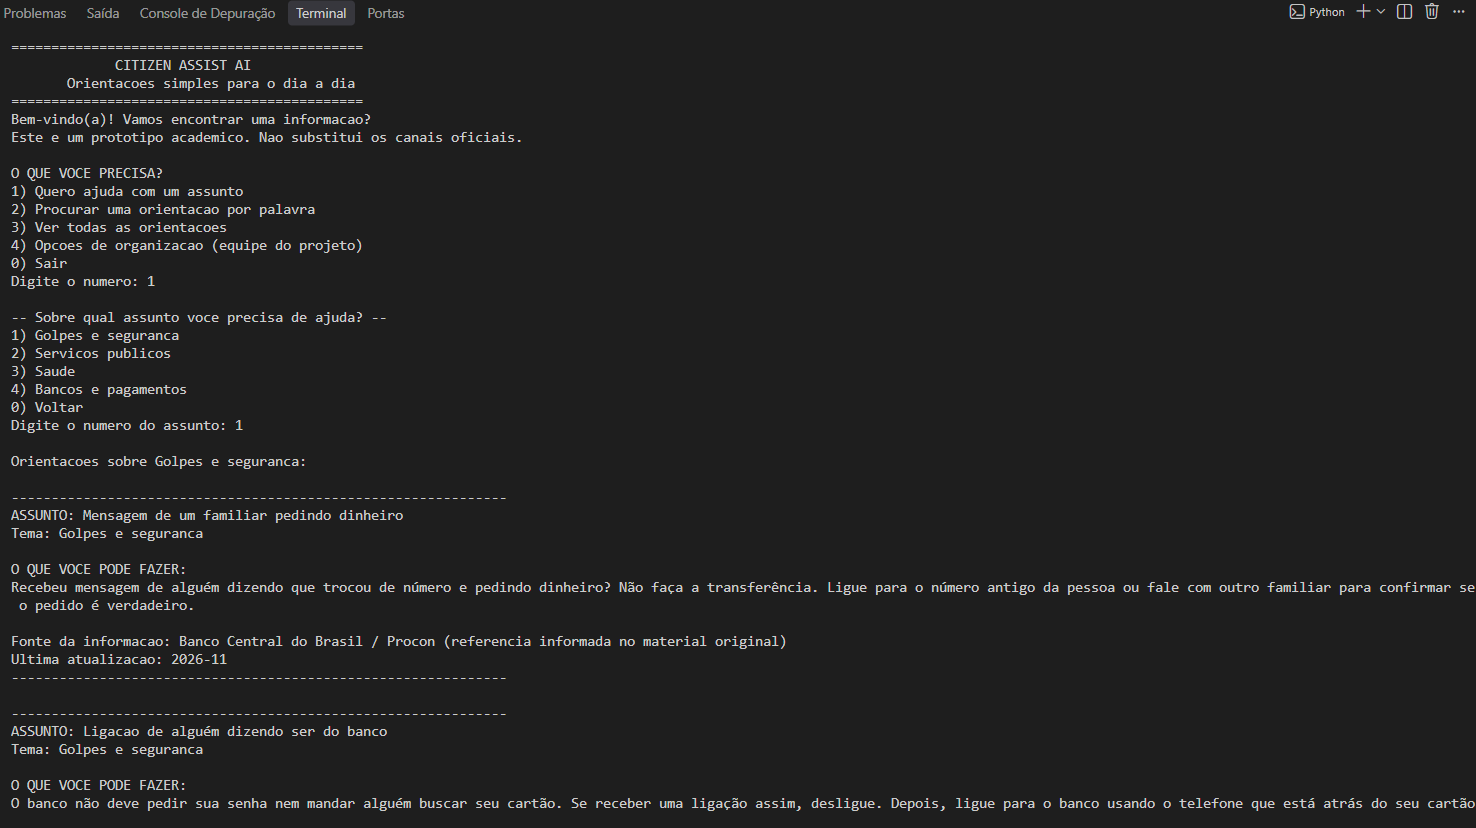 Problemas Saída Console de Depuração Terminal Portas Python
============================================
CITIZEN ASSIST AI
Orientacoes simples para o dia a dia
============================================
Bem-vindo(a)! Vamos encontrar uma informacao?
Este e um prototipo academico. Nao substitui os canais oficiais.
O QUE VOCE PRECISA?
1) Quero ajuda com um assunto
2) Procurar uma orientacao por palavra
3) Ver todas as orientacoes
4) Opcoes de organizacao (equipe do projeto)
0) Sair
Digite o numero: 1
-- Sobre qual assunto voce precisa de ajuda? --
1) Golpes e seguranca
2) Servicos publicos
3) Saude
4) Bancos e pagamentos
0) Voltar
Digite o numero do assunto: 1
Orientacoes sobre Golpes e seguranca:
--------------------------------------------------------------
ASSUNTO: Mensagem de um familiar pedindo dinheiro
Tema: Golpes e seguranca
O QUE VOCE PODE FAZER:
Recebeu mensagem de alguém dizendo que trocou de número e pedindo dinheiro? Não faça a transferência. Ligue para o número antigo da pessoa ou fale com outro familiar para confirmar se
o pedido é verdadeiro.
Fonte da informacao: Banco Central do Brasil / Procon (referencia informada no material original)
Ultima atualizacao: 2026-11
--------------------------------------------------------------
--------------------------------------------------------------
ASSUNTO: Ligacao de alguém dizendo ser do banco
Tema: Golpes e seguranca
O QUE VOCE PODE FAZER:
O banco não deve pedir sua senha nem mandar alguém buscar seu cartão. Se receber uma ligação assim, desligue. Depois, ligue para o banco usando o telefone que está atrás do seu cartão